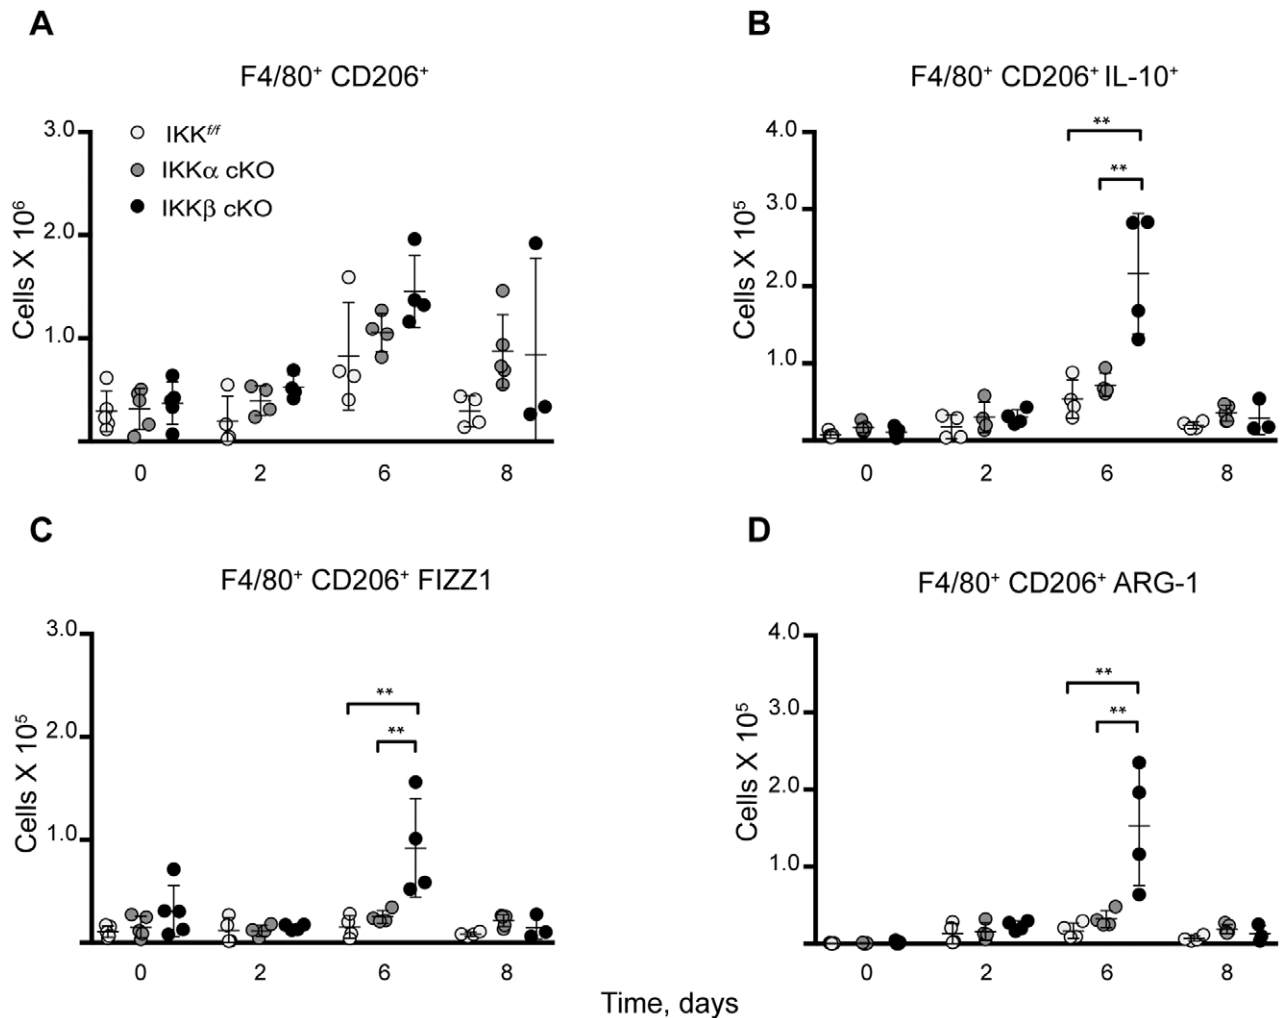 A
F4/80⁺ CD206⁺
3.0
2.0
1.0
Cells X 10⁶
IKKᶠ/ᶠ
IKKα cKO
IKKβ cKO
0 2 6 8
B
F4/80⁺ CD206⁺ IL-10⁺
4.0
3.0
2.0
1.0
Cells X 10⁵
**
**
0 2 6 8
C
F4/80⁺ CD206⁺ FIZZ1
3.0
2.0
1.0
Cells X 10⁵
**
**
0 2 6 8
D
F4/80⁺ CD206⁺ ARG-1
4.0
3.0
2.0
1.0
Cells X 10⁵
**
**
0 2 6 8
Time, days